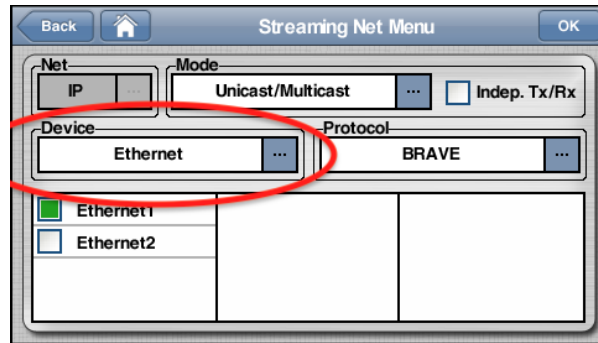 Back
Streaming Net Menu
OK
Net
Mode
IP
...
Unicast/Multicast
...
Indep. Tx/Rx
Device
Protocol
Ethernet
...
BRAVE
...
Ethernet1
Ethernet2